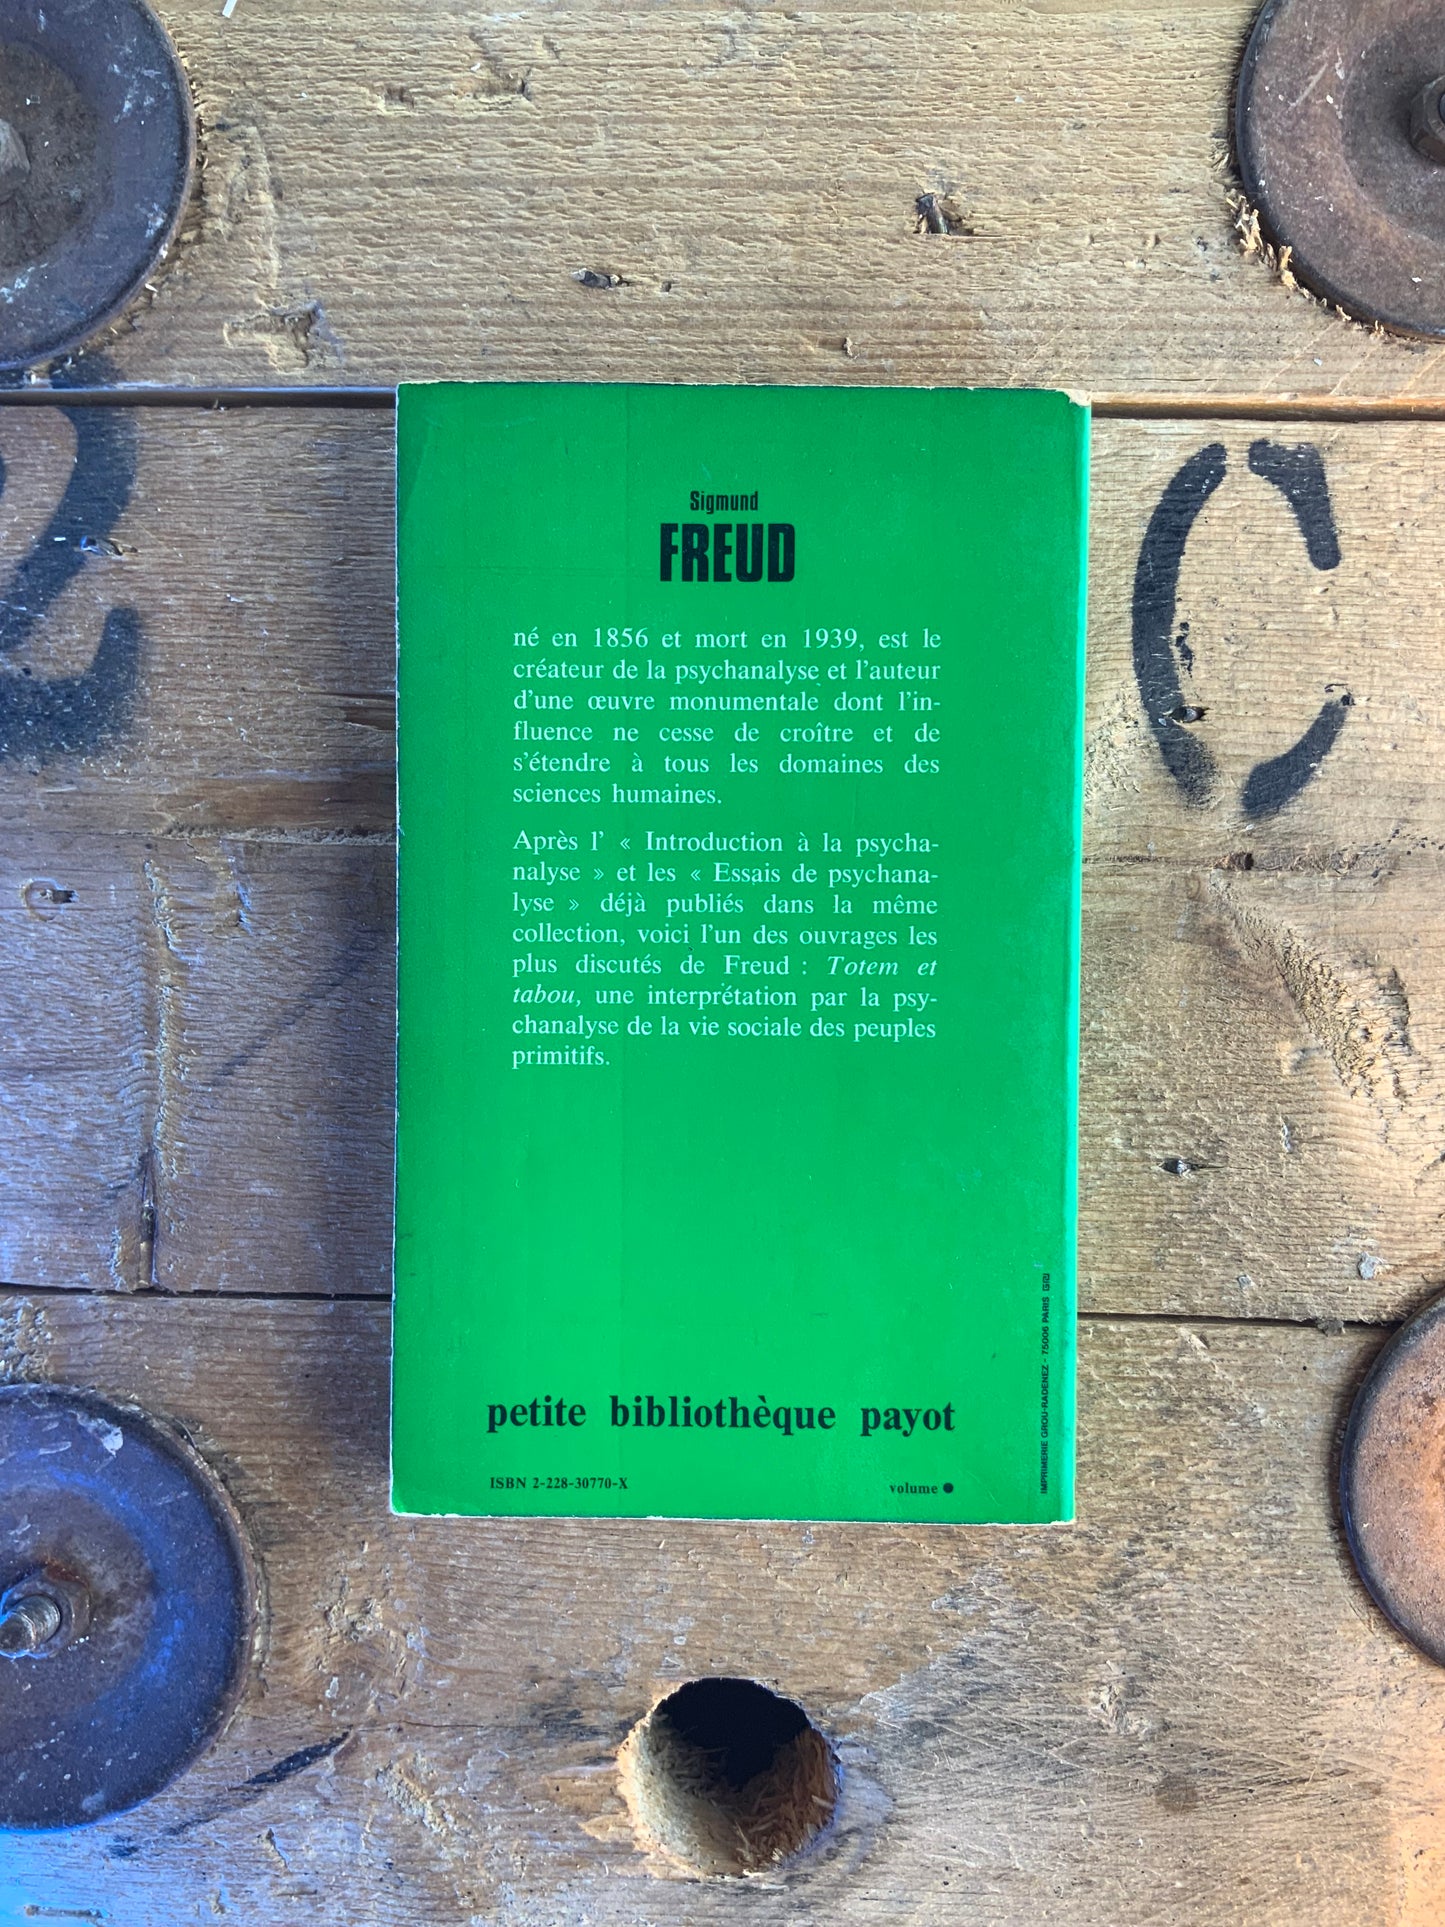 Sigmund
FREUD
né en 1856 et mort en 1939, est le
créateur de la psychanalyse et l'auteur
d'une œuvre monumentale dont l'in-
fluence ne cesse de croître et de
s'étendre à tous les domaines des
sciences humaines.
Après l' « Introduction à la psycha-
nalyse » et les « Essais de psychana-
lyse » déjà publiés dans la même
collection, voici l'un des ouvrages les
plus discutés de Freud : Totem et
tabou, une interprétation par la psy-
chanalyse de la vie sociale des peuples
primitifs.
petite bibliothèque payot
ISBN 2-228-30770-X
volume ●
IMPRIMERIE GROU-RADENEZ - 75006 PARIS
C
2